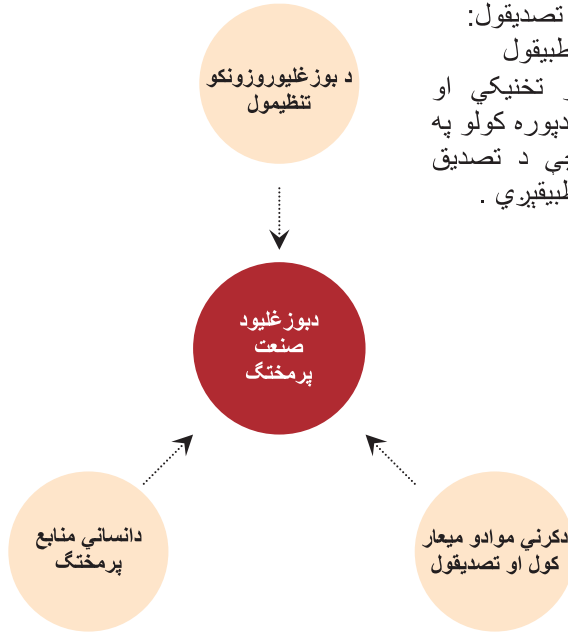 تصدیقول:
طبیقول
تخنیکي او
دپوره کولو په
چې د تصدیق
طبیقیږي .
د بوزغلیوروزونکو
تنظیمول
دبوزغلیود
صنعت
پرمختګ
دانساني منابع
پرمختګ
دکرني موادو میعار
کول او تصدیقول